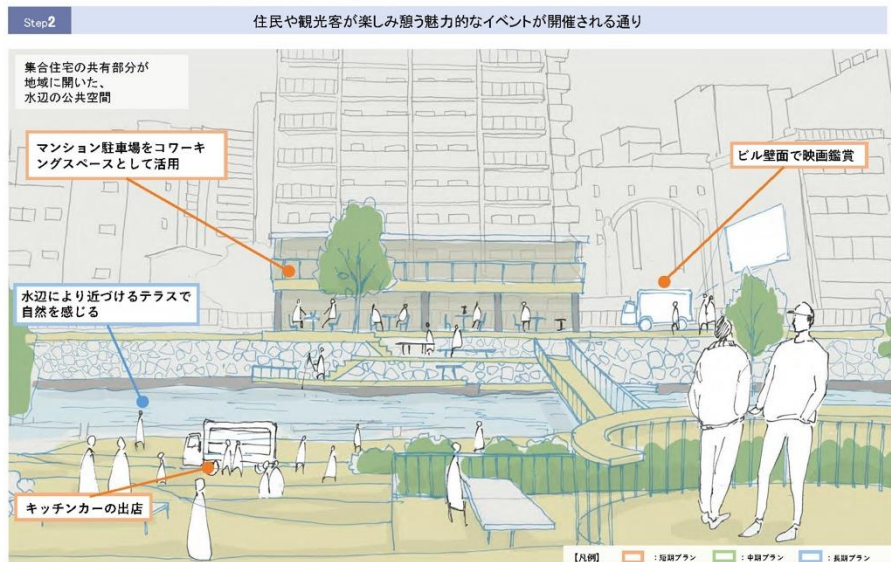 Step2
住民や観光客が楽しみ憩う魅力的なイベントが開催される通り
集合住宅の共有部分が
地域に開いた、
水辺の公共空間
マンション駐車場をコワーキ
ングスペースとして活用
ビル壁面で映画鑑賞
水辺により近づけるテラスで
自然を感じる
キッチンカーの出店
【凡例】 :短期プラン :中期プラン :長期プラン